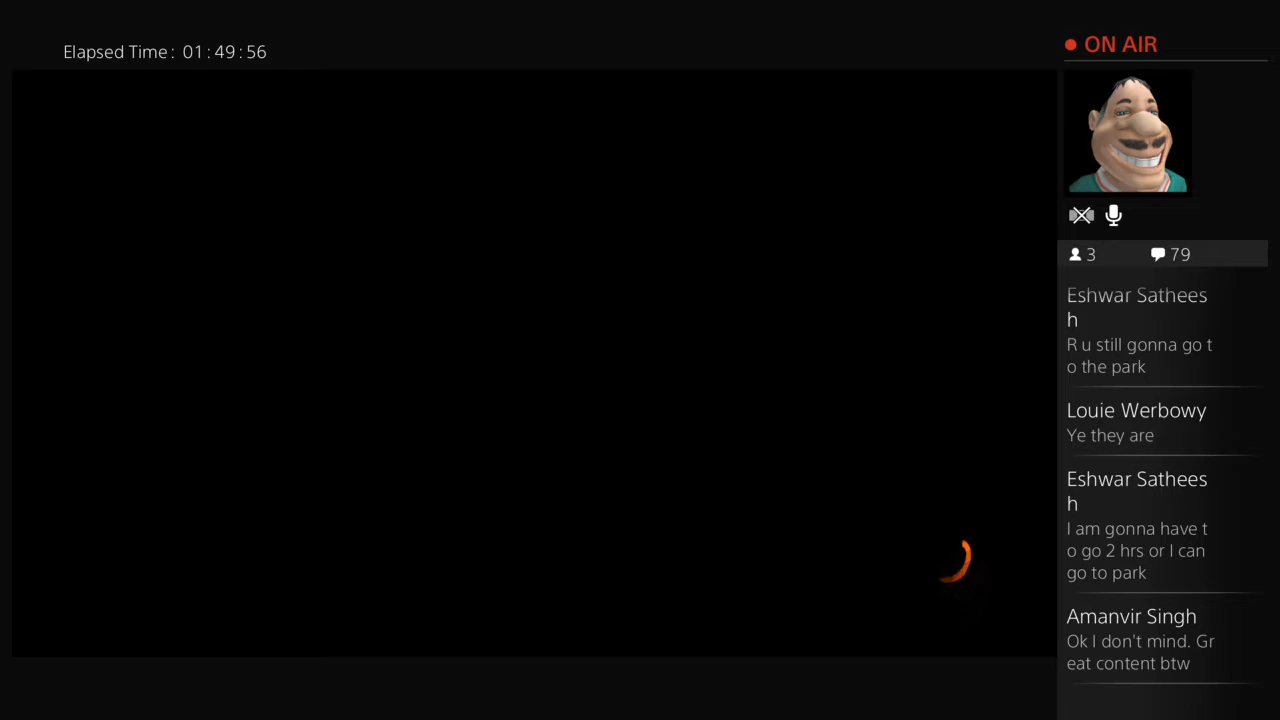 Elapsed Time: 01:49:56
ON AIR
3 79
Eshwar Sathees
h
R u still gonna go t
o the park
Louie Werbowy
Ye they are
Eshwar Sathees
h
I am gonna have t
o go 2 hrs or I can
go to park
Amanvir Singh
Ok I don't mind. Gr
eat content btw